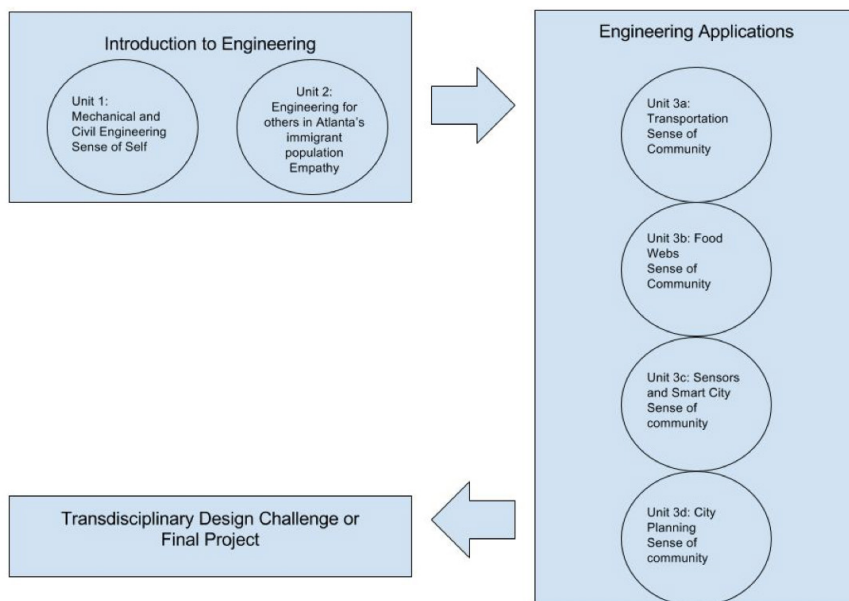 Introduction to Engineering
Unit 1:
Mechanical and
Civil Engineering
Sense of Self
Unit 2:
Engineering for
others in Atlanta's
immigrant
population
Empathy
Engineering Applications
Unit 3a:
Transportation
Sense of
Community
Unit 3b: Food
Webs
Sense of
Community
Unit 3c: Sensors
and Smart City
Sense of
community
Unit 3d: City
Planning
Sense of
community
Transdisciplinary Design Challenge or
Final Project